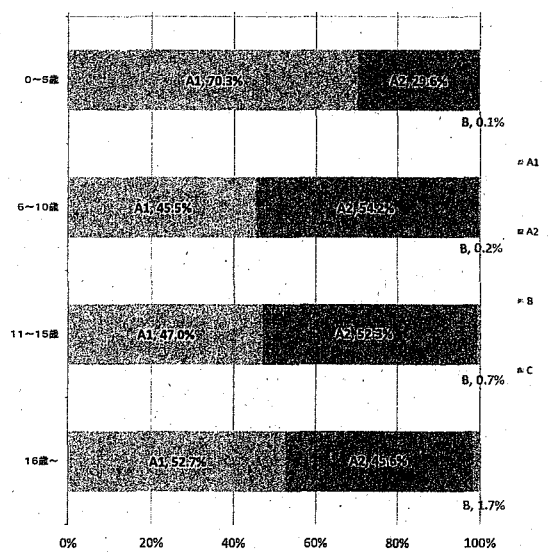 0～5歳
A1, 70.3%
A2, 29.6%
B, 0.1%
6～10歳
A1, 45.5%
A2, 54.2%
B, 0.2%
11～15歳
A1, 47.0%
A2, 52.3%
B, 0.7%
16歳～
A1, 52.7%
A2, 45.6%
B, 1.7%
0% 20% 40% 60% 80% 100%
A1
A2
B
C